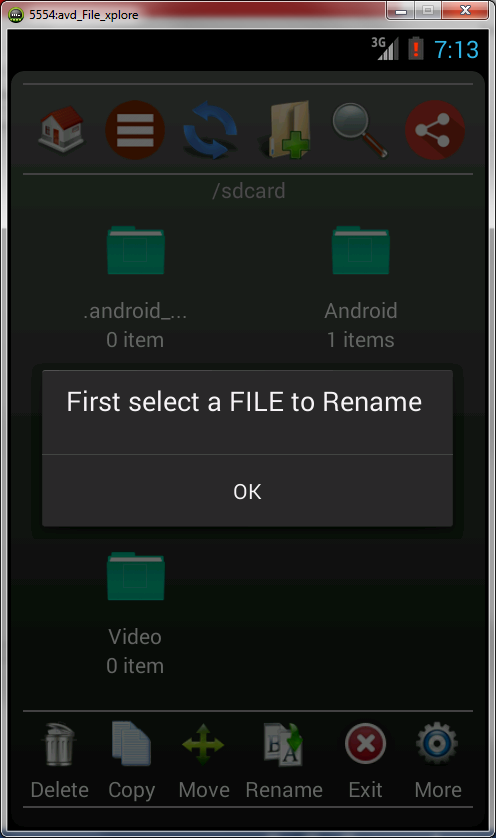 5554:avd_File_xplore
3G 7:13
/sdcard
.android_... Android
0 item 1 items
First select a FILE to Rename
OK
Video
0 item
B A
Delete Copy Move Rename Exit More